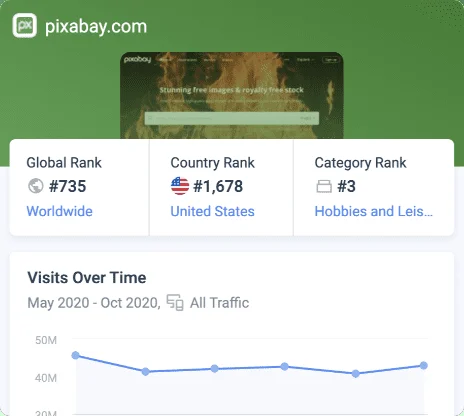 px pixabay.com
pixabay
Stunning free images & royalty free stock
Global Rank
#735
Worldwide
Country Rank
#1,678
United States
Category Rank
#3
Hobbies and Leis...
Visits Over Time
May 2020 - Oct 2020, All Traffic
50M
40M
30M